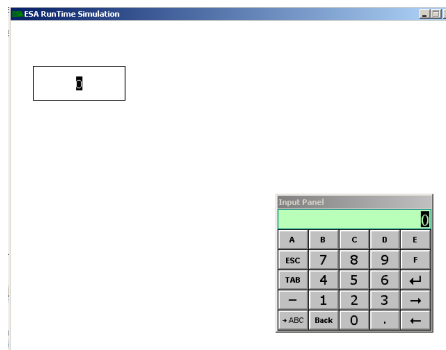 ESA RunTime Simulation
0
Input Panel
0
A B C D E
ESC 7 8 9 F
TAB 4 5 6 ↵
- 1 2 3 →
→ABC Back 0 . ←